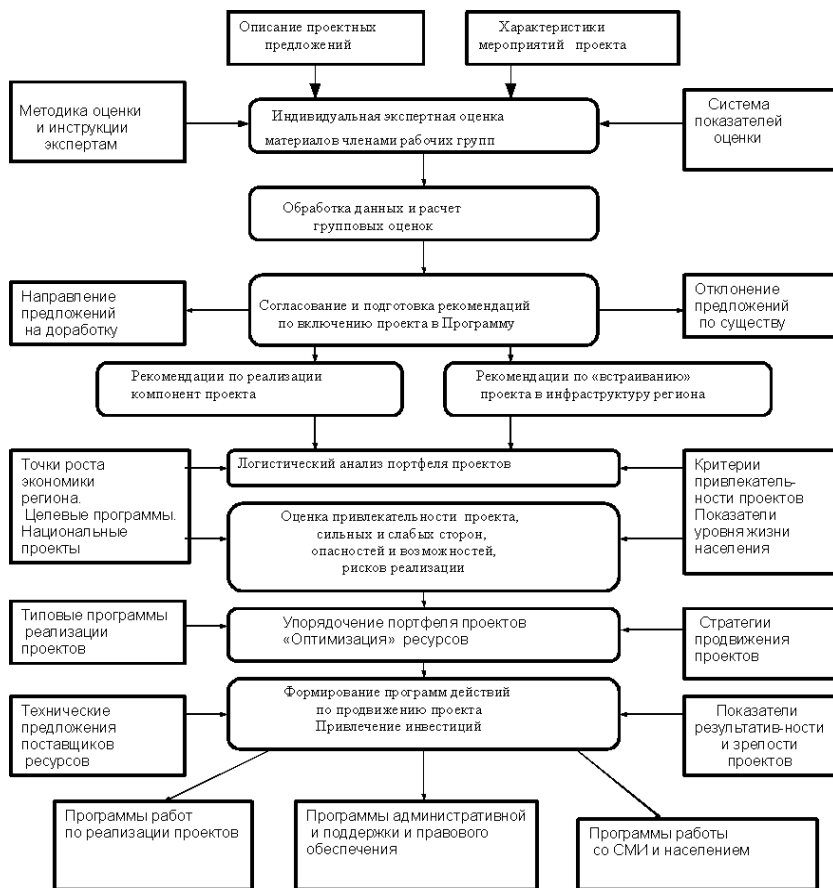 Описание проектных
предложений
Характеристики
мероприятий проекта
Методика оценки
и инструкции
экспертам
Индивидуальная экспертная оценка
материалов членами рабочих групп
Система
показателей
оценки
Обработка данных и расчет
групповых оценок
Направление
предложений
на доработку
Согласование и подготовка рекомендаций
по включению проекта в Программу
Отклонение
предложений
по существу
Рекомендации по реализации
компонент проекта
Рекомендации по «встраиванию»
проекта в инфраструктуру региона
Точки роста
экономики
региона.
Целевые программы.
Национальные
проекты
Логистический анализ портфеля проектов
Критерии
привлекатель-
ности проектов
Показатели
уровня жизни
населения
Оценка привлекательности проекта,
сильных и слабых сторон,
опасностей и возможностей,
рисков реализации
Типовые программы
реализации
проектов
Упорядочение портфеля проектов
«Оптимизация» ресурсов
Стратегии
продвижения
проектов
Технические
предложения
поставщиков
ресурсов
Формирование программ действий
по продвижению проекта
Привлечение инвестиций
Показатели
результатив-ности
и зрелости
проектов
Программы работ
по реализации проектов
Программы административной
и поддержки и правового
обеспечения
Программы работы
со СМИ и населением